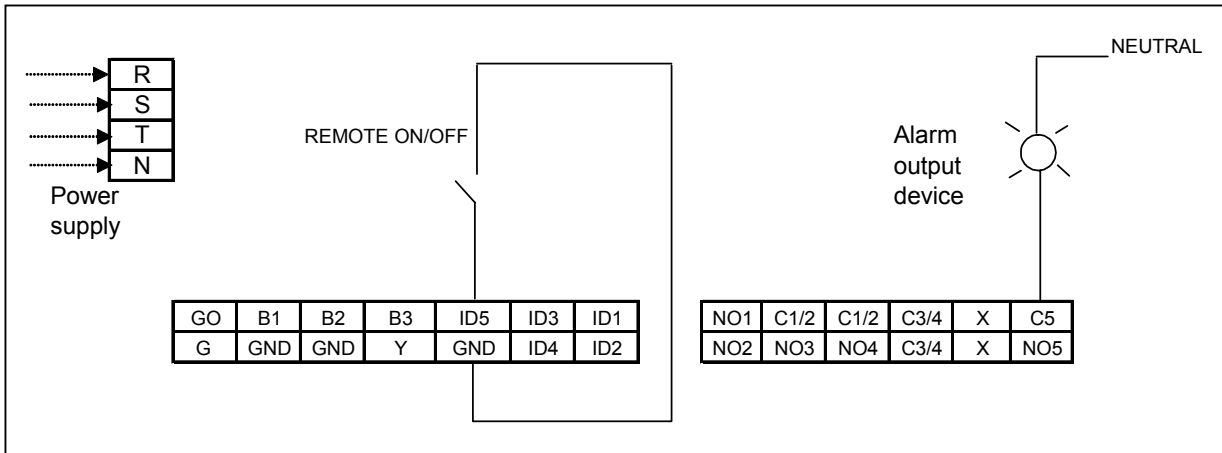 R
S
T
N
Power
supply
REMOTE ON/OFF
NEUTRAL
Alarm
output
device
GO B1 B2 B3 ID5 ID3 ID1
G GND GND Y GND ID4 ID2
NO1 C1/2 C1/2 C3/4 X C5
NO2 NO3 NO4 C3/4 X NO5